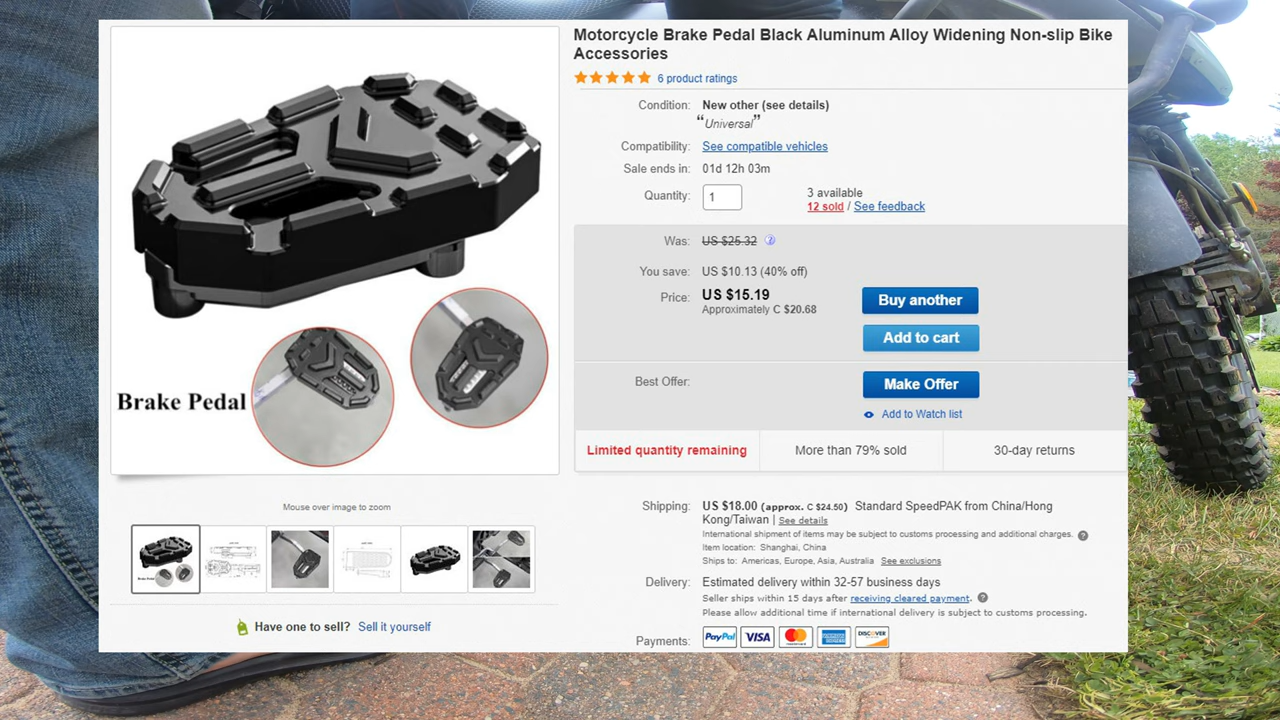 Motorcycle Brake Pedal Black Aluminum Alloy Widening Non-slip Bike
Accessories
6 product ratings
Condition: New other (see details)
“Universal”
Compatibility: See compatible vehicles
Sale ends in: 01d 12h 03m
Quantity: 1
3 available
12 sold / See feedback
Was: US $25.32
You save: US $10.13 (40% off)
Price: US $15.19
Approximately C $20.68
Buy another
Add to cart
Best Offer:
Make Offer
Add to Watch list
Limited quantity remaining
More than 79% sold
30-day returns
Shipping: US $18.00 (approx. C $24.50) Standard SpeedPAK from China/Hong
Kong/Taiwan | See details
International shipment of items may be subject to customs processing and additional charges.
Item location: Shanghai, China
Ships to: Americas, Europe, Asia, Australia See exclusions
Delivery: Estimated delivery within 32-57 business days
Seller ships within 15 days after receiving cleared payment.
Please allow additional time if international delivery is subject to customs processing.
Payments: PayPal VISA MasterCard AMERICAN EXPRESS DISCOVER
Brake Pedal
Mouse over image to zoom
Brake Pedal
Have one to sell? Sell it yourself